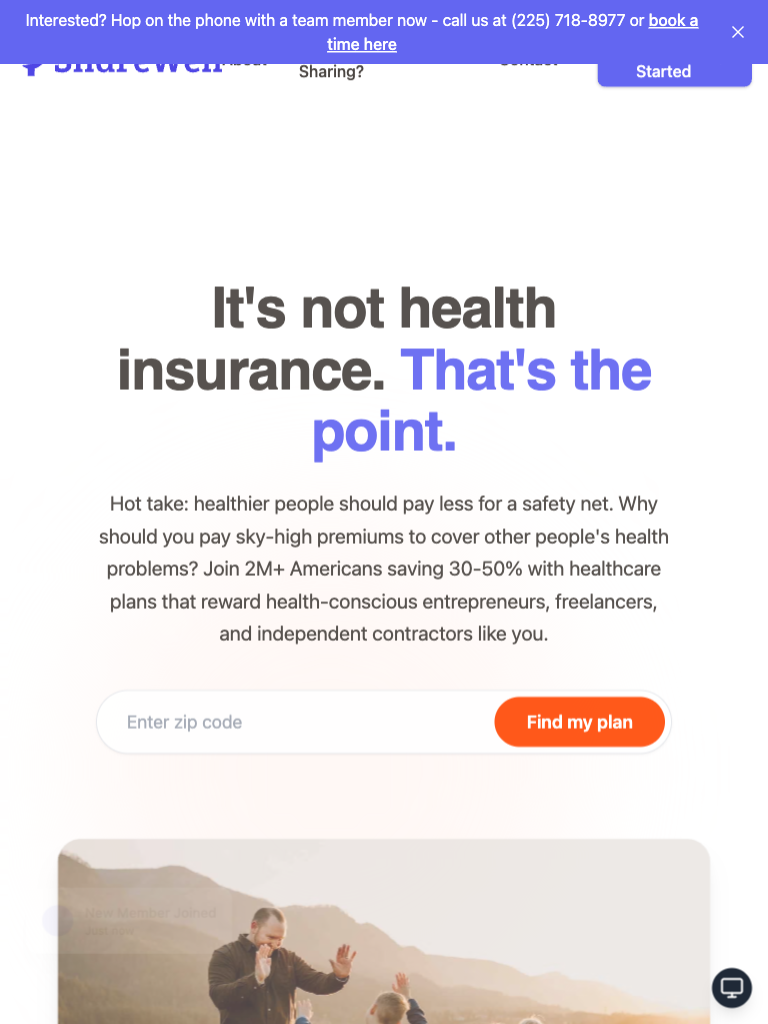 Interested? Hop on the phone with a team member now - call us at (225) 718-8977 or book a
time here
ShareWell About Sharing? Contact Started
It's not health
insurance. That's the
point.
Hot take: healthier people should pay less for a safety net. Why
should you pay sky-high premiums to cover other people's health
problems? Join 2M+ Americans saving 30-50% with healthcare
plans that reward health-conscious entrepreneurs, freelancers,
and independent contractors like you.
Enter zip code Find my plan
New Member Joined
Just now